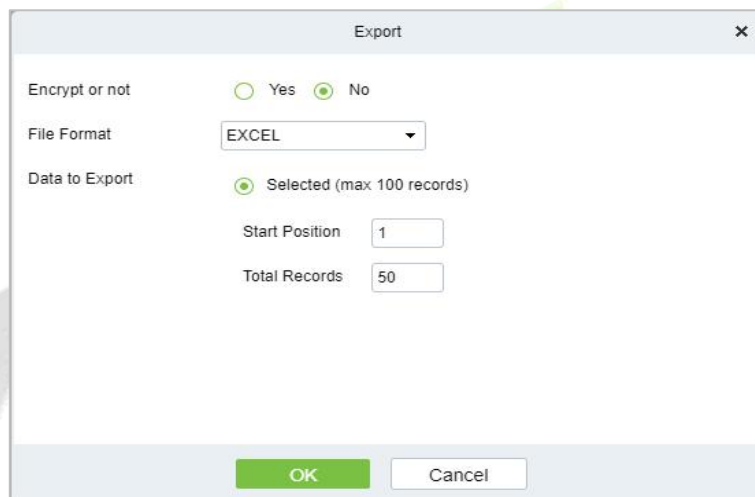 Export ×
Encrypt or not Yes No
File Format EXCEL
Data to Export Selected (max 100 records)
Start Position 1
Total Records 50
OK Cancel